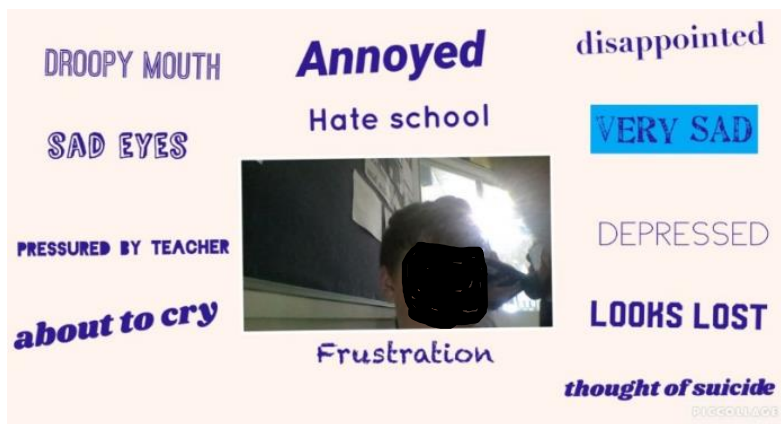 DROOPY MOUTH
Annoyed
disappointed
Hate school
SAD EYES
VERY SAD
PRESSURED BY TEACHER
DEPRESSED
about to cry
LOOKS LOST
Frustration
thought of suicide
PICCOLLAGE